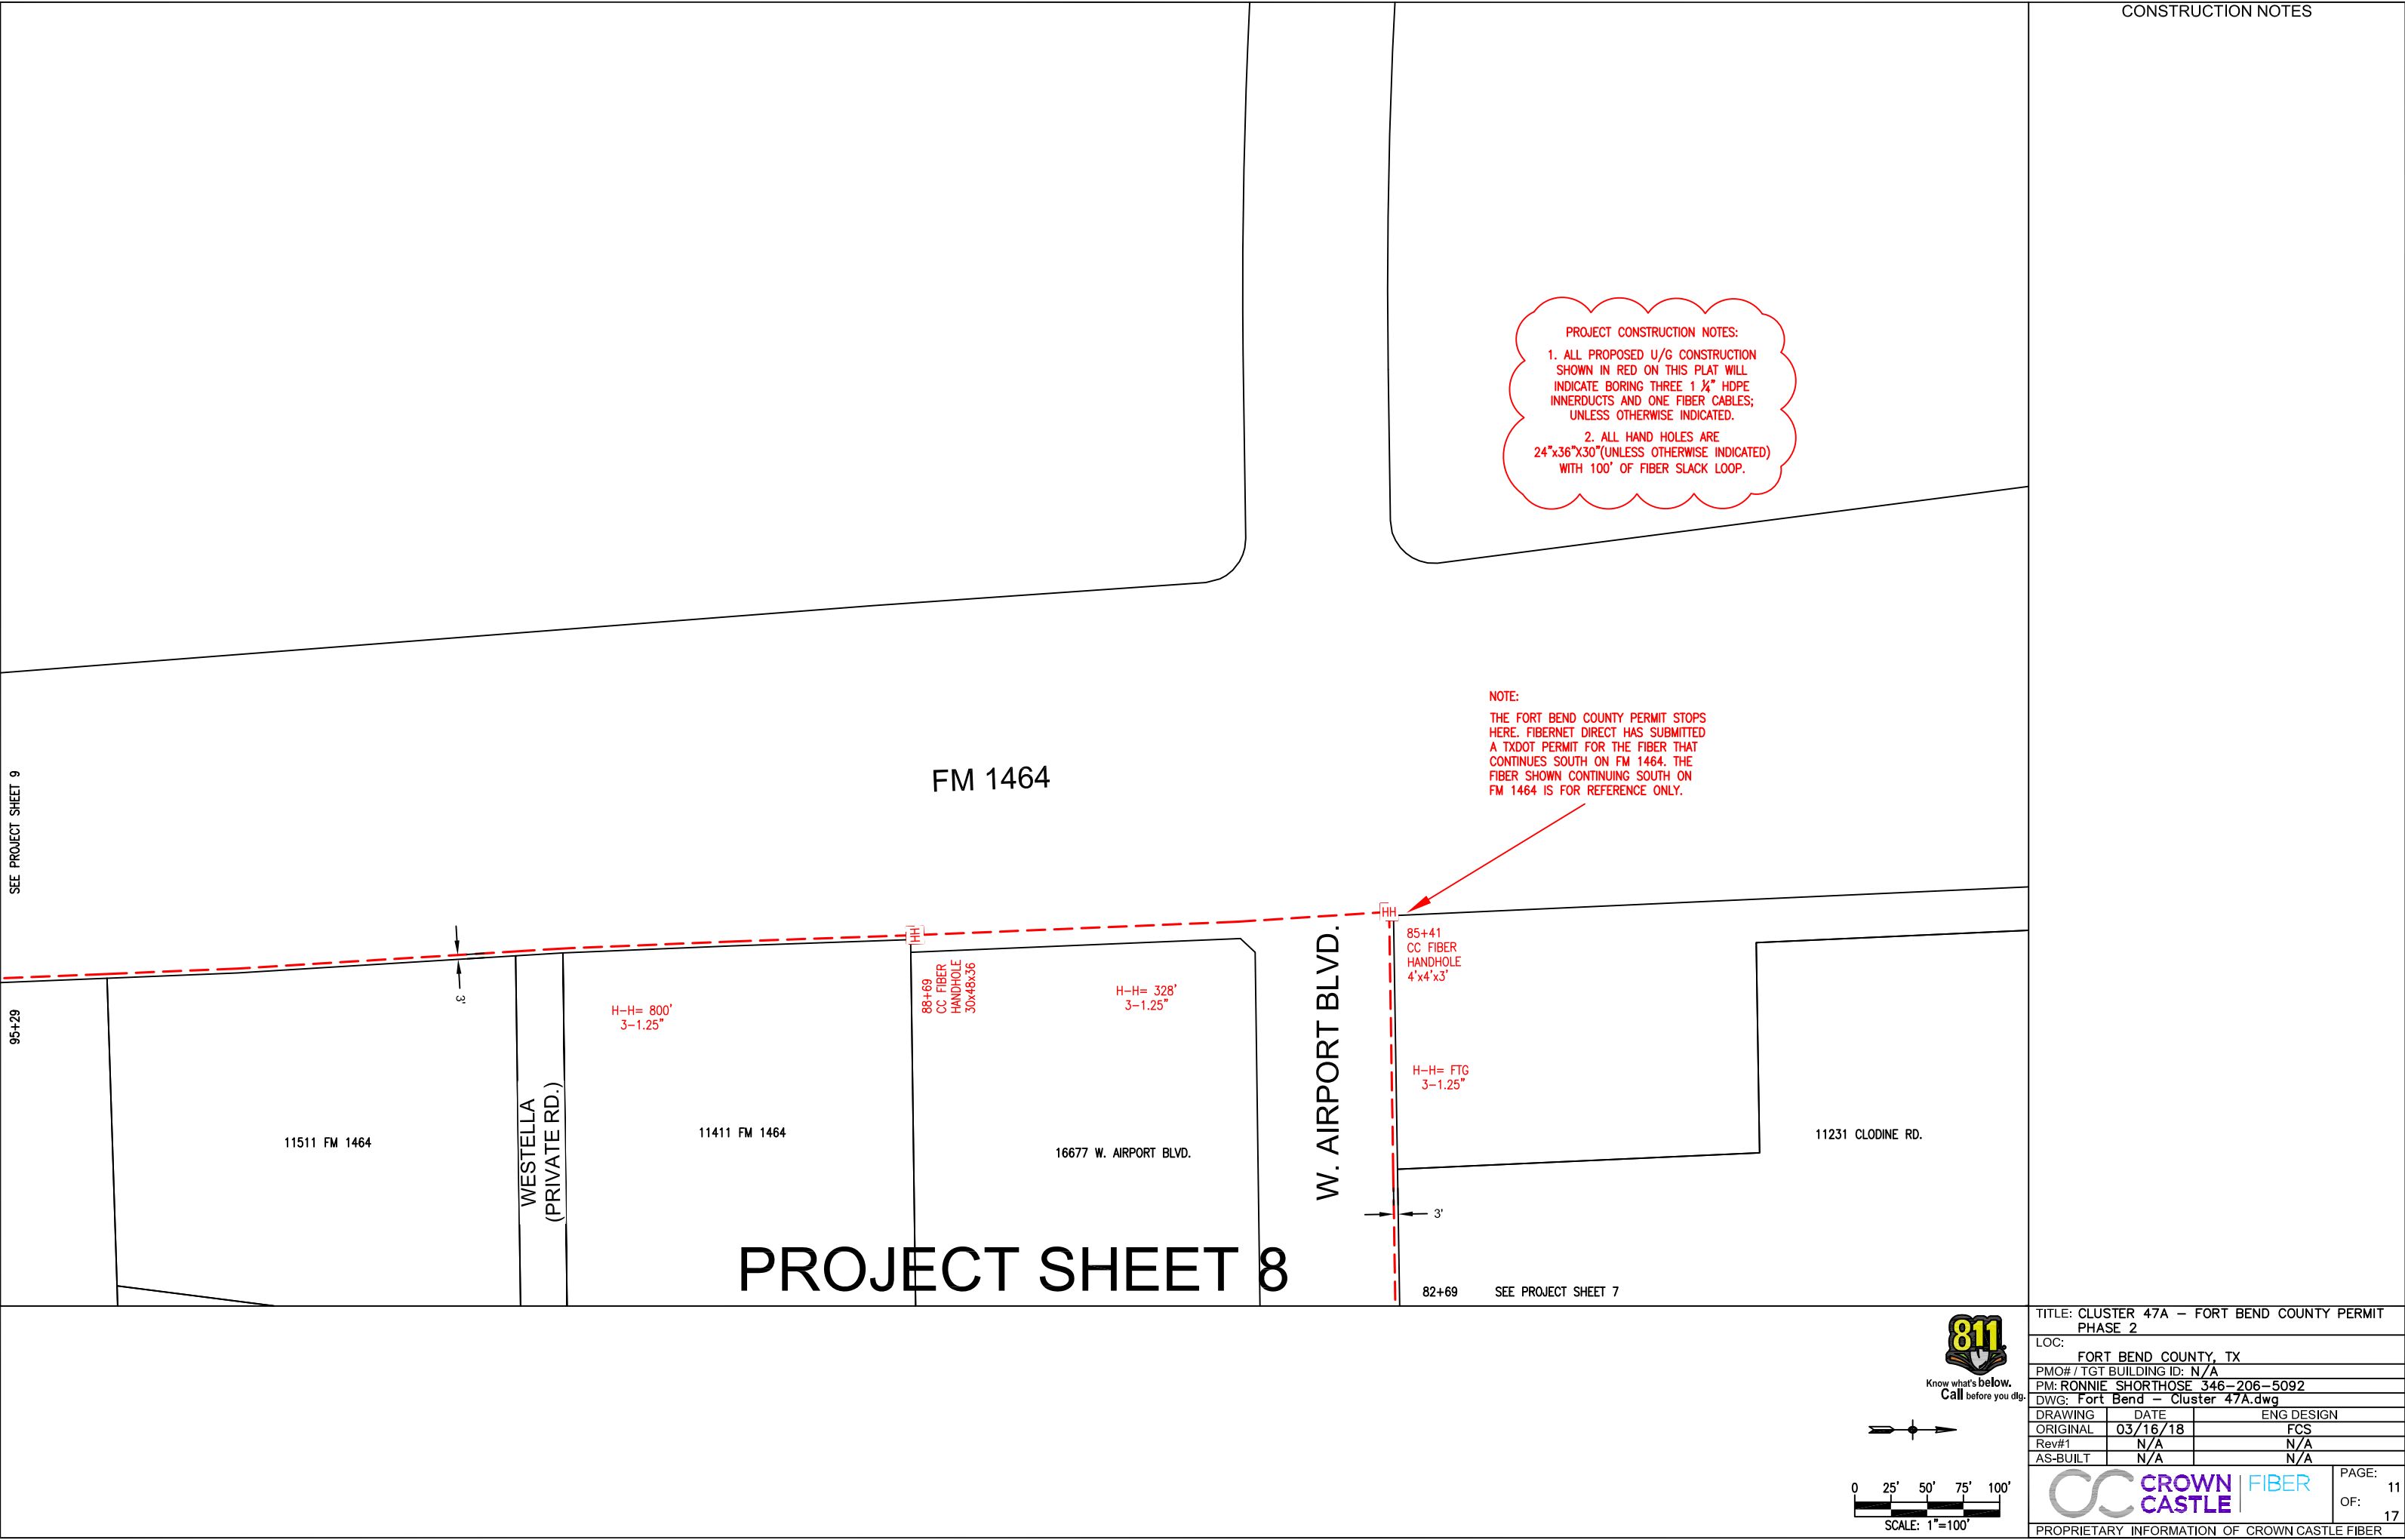 CONSTRUCTION NOTES
PROJECT CONSTRUCTION NOTES:
1. ALL PROPOSED U/G CONSTRUCTION
SHOWN IN RED ON THIS PLAT WILL
INDICATE BORING THREE 1 ¼" HDPE
INNERDUCTS AND ONE FIBER CABLES;
UNLESS OTHERWISE INDICATED.
2. ALL HAND HOLES ARE
24"x36"X30"(UNLESS OTHERWISE INDICATED)
WITH 100' OF FIBER SLACK LOOP.
NOTE:
THE FORT BEND COUNTY PERMIT STOPS
HERE. FIBERNET DIRECT HAS SUBMITTED
A TXDOT PERMIT FOR THE FIBER THAT
CONTINUES SOUTH ON FM 1464. THE
FIBER SHOWN CONTINUING SOUTH ON
FM 1464 IS FOR REFERENCE ONLY.
FM 1464
SEE PROJECT SHEET 9
95+29
3'
HH
HH
88+69
CC FIBER
HANDHOLE
30x48x36
85+41
CC FIBER
HANDHOLE
4'x4'x3'
H-H= 800'
3-1.25"
H-H= 328'
3-1.25"
H-H= FTG
3-1.25"
11511 FM 1464
WESTELLA
(PRIVATE RD.)
11411 FM 1464
16677 W. AIRPORT BLVD.
W. AIRPORT BLVD.
11231 CLODINE RD.
3'
PROJECT SHEET 8
82+69
SEE PROJECT SHEET 7
811
Know what's below.
Call before you dig.
0 25' 50' 75' 100'
SCALE: 1"=100'
TITLE: CLUSTER 47A - FORT BEND COUNTY PERMIT
PHASE 2
LOC:
FORT BEND COUNTY, TX
PMO# / TGT BUILDING ID: N/A
PM: RONNIE SHORTHOSE 346-206-5092
DWG: Fort Bend - Cluster 47A.dwg
DRAWING DATE ENG DESIGN
ORIGINAL 03/16/18 FCS
Rev#1 N/A N/A
AS-BUILT N/A N/A
CROWN CASTLE | FIBER
PAGE: 11
OF: 17
PROPRIETARY INFORMATION OF CROWN CASTLE FIBER